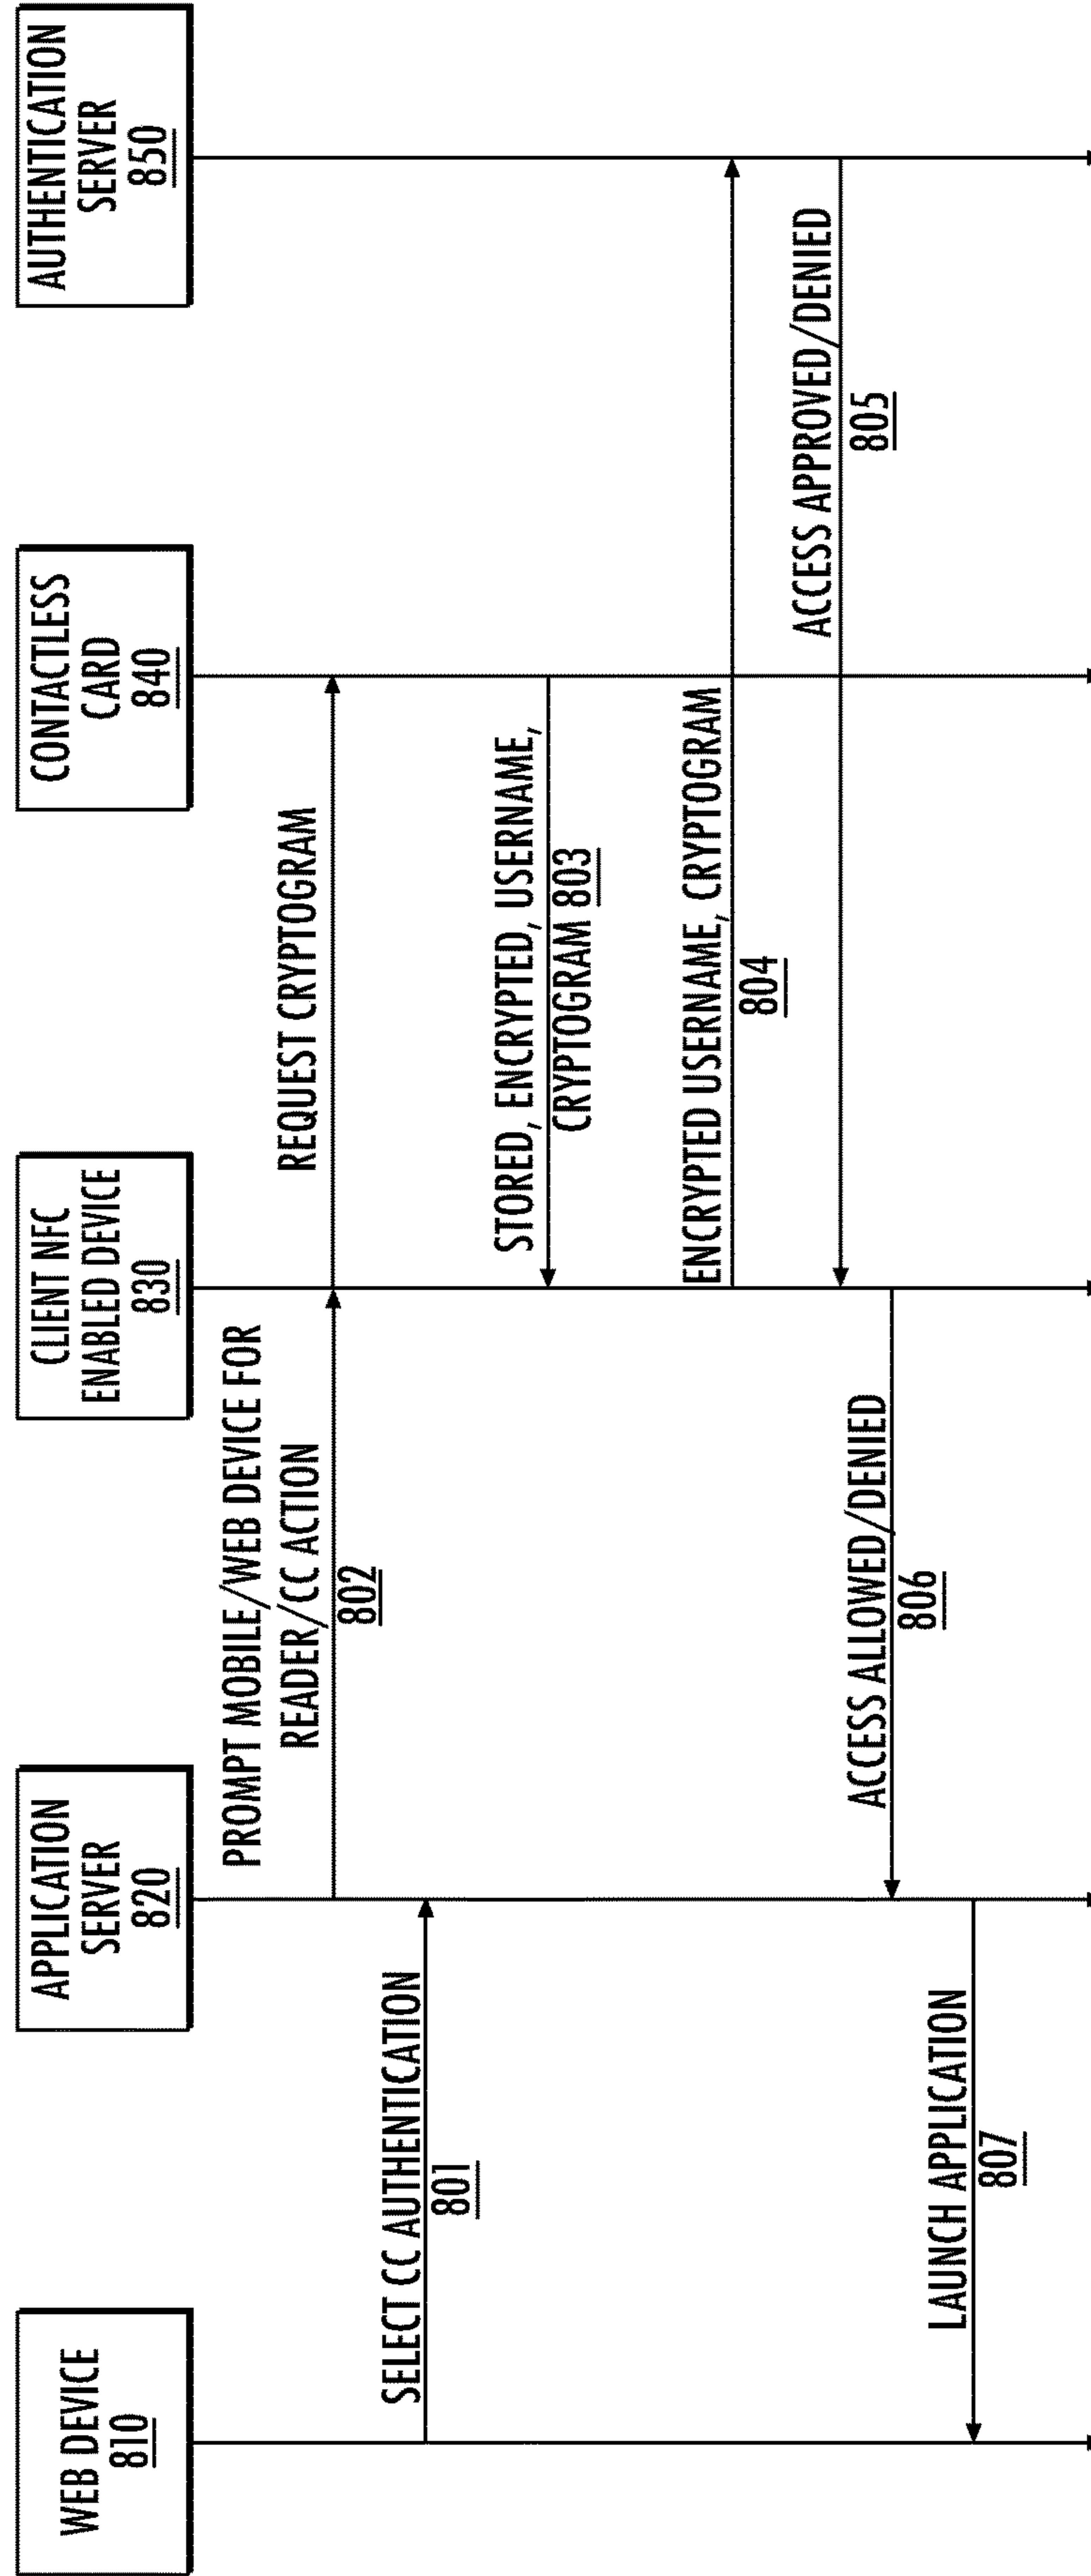 WEB DEVICE
810
APPLICATION
SERVER
820
CLIENT NFC
ENABLED DEVICE
830
CONTACTLESS
CARD
840
AUTHENTICATION
SERVER
850
PROMPT MOBILE/WEB DEVICE FOR
READER/CC ACTION
802
REQUEST CRYPTOGRAM
SELECT CC AUTHENTICATION
801
STORED, ENCRYPTED, USERNAME,
CRYPTOGRAM 803
ENCRYPTED USERNAME, CRYPTOGRAM
804
ACCESS APPROVED/DENIED
805
ACCESS ALLOWED/DENIED
806
LAUNCH APPLICATION
807